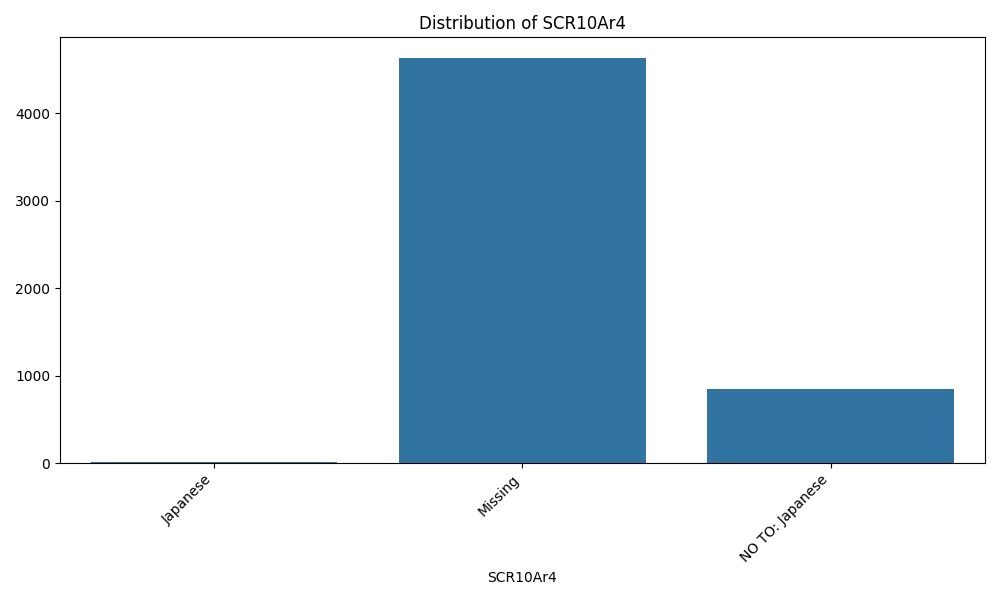 Distribution of SCR10Ar4
4000
3000
2000
1000
0
Japanese
Missing
NO TO: Japanese
SCR10Ar4